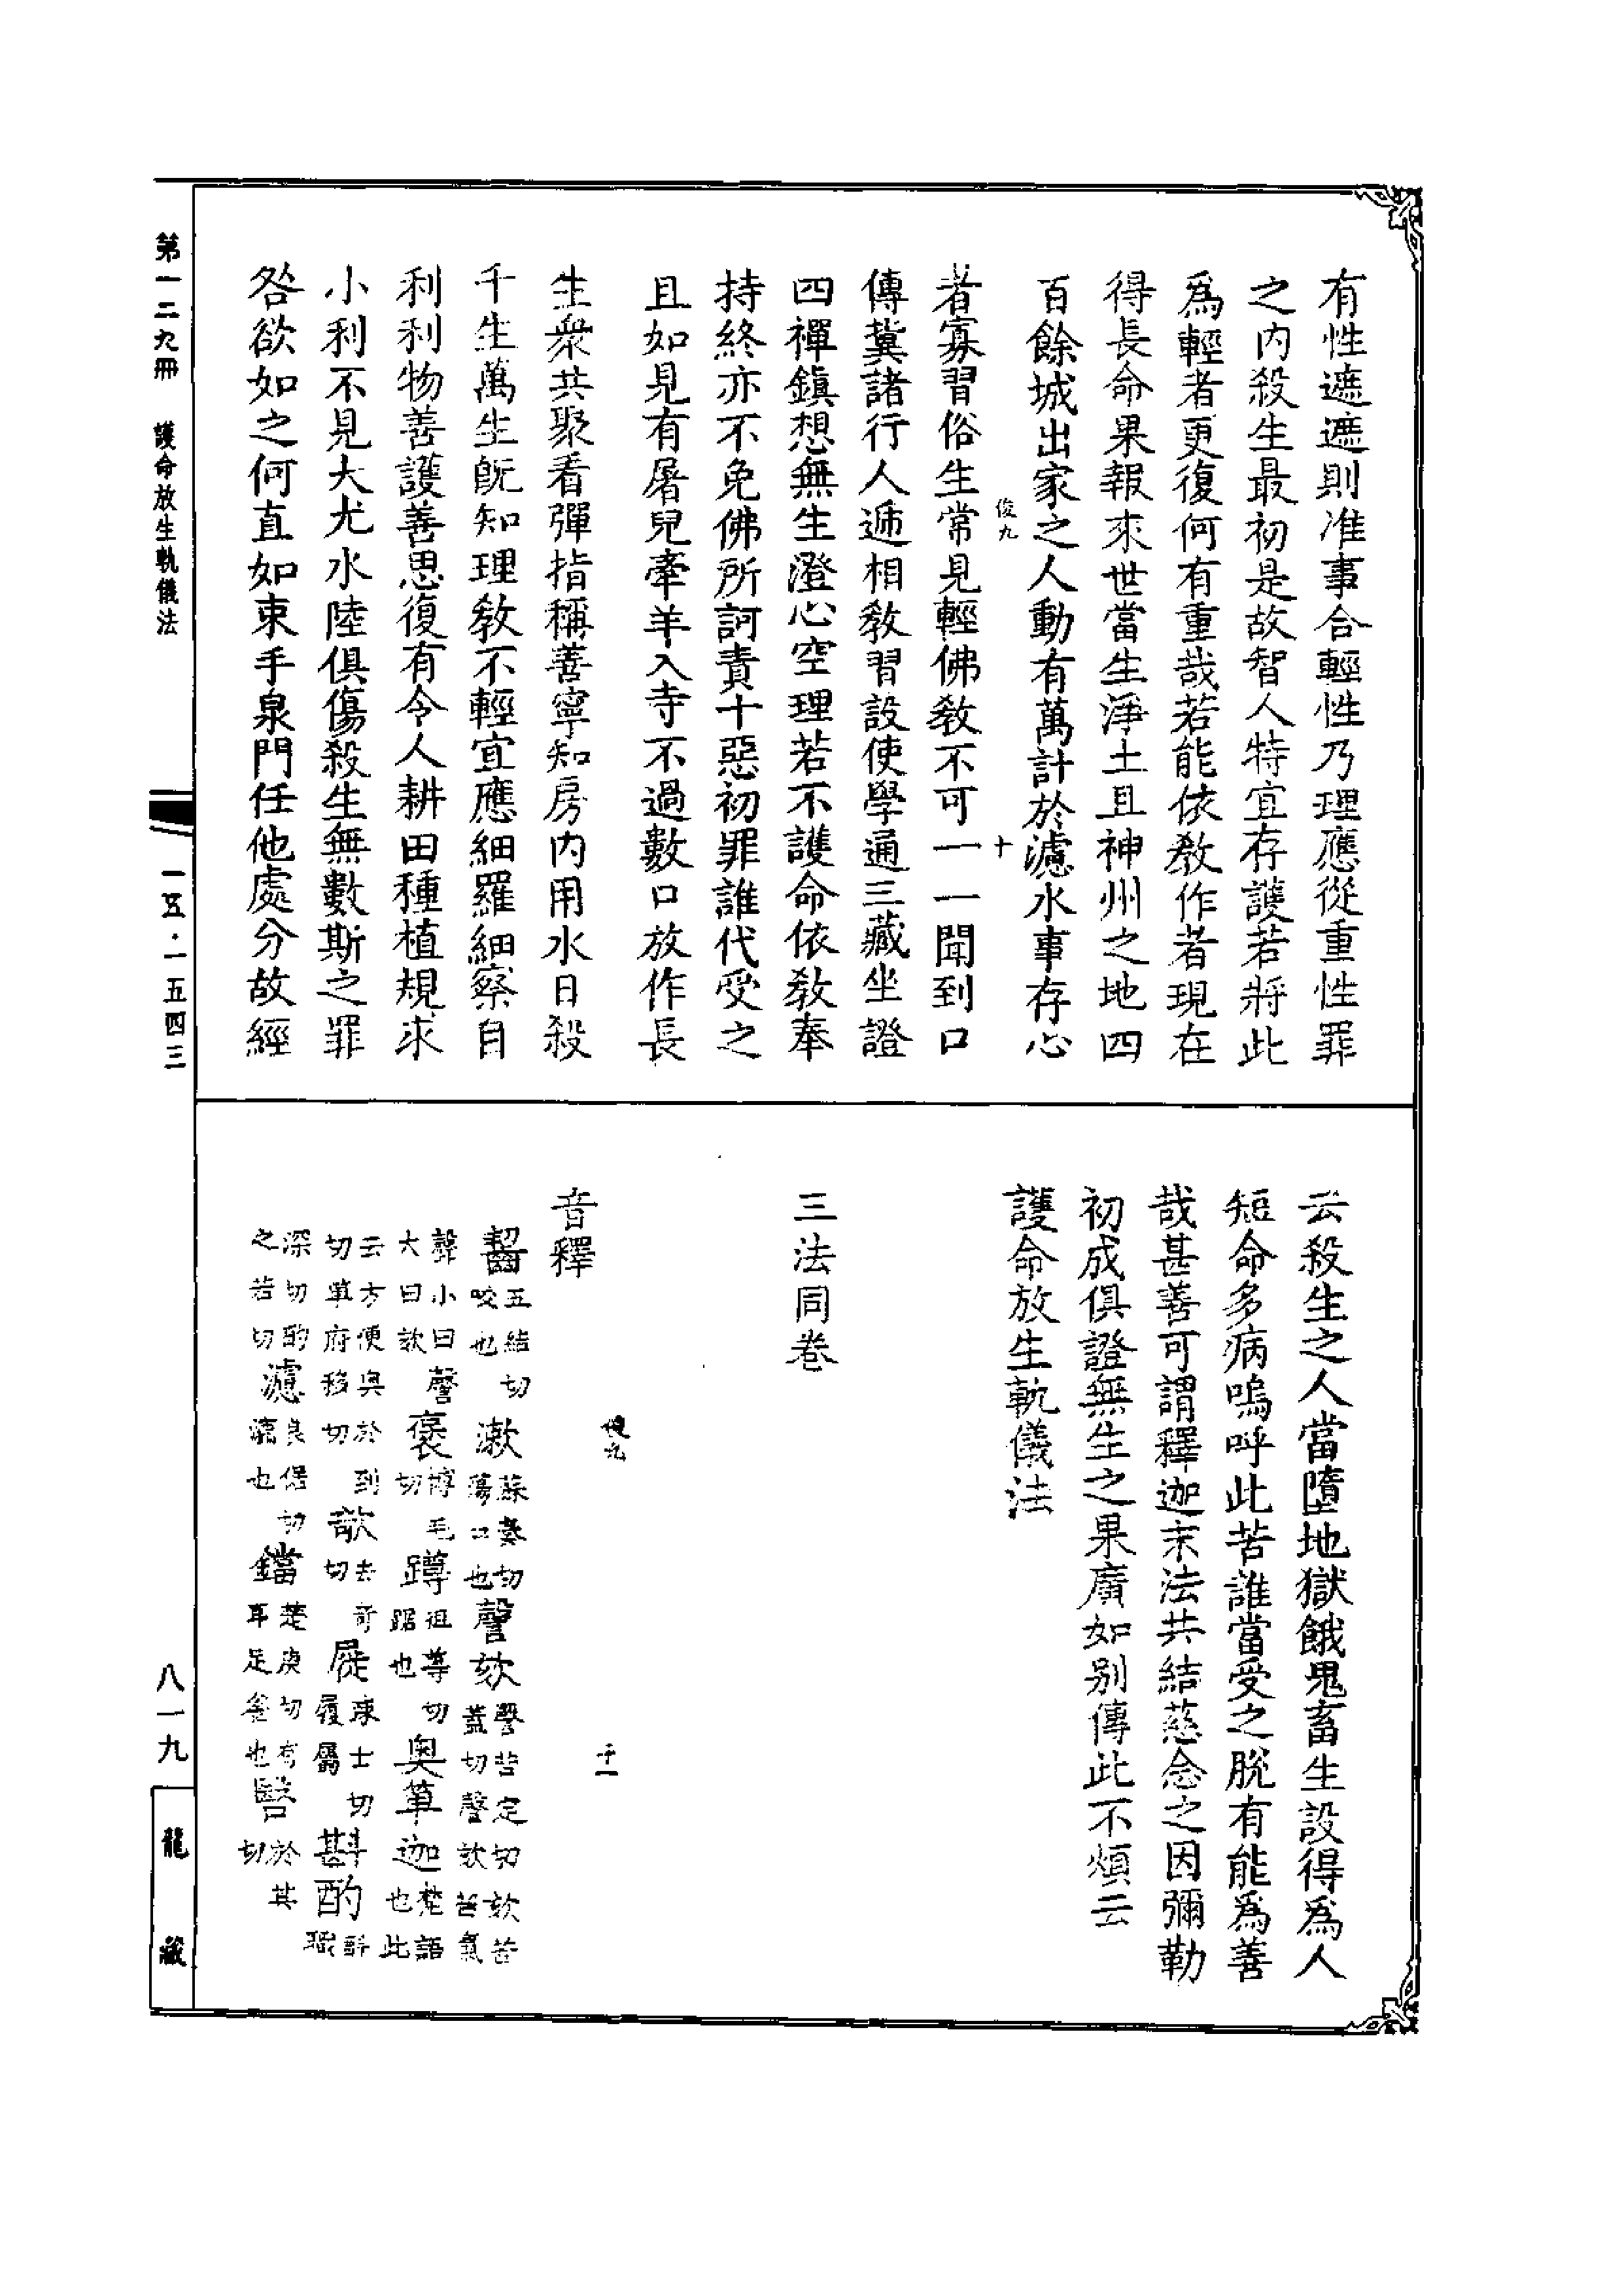 有性遮遮則准事合輕性乃理應從重性罪
之內殺生最初是故智人特宜存護若將此
為輕者更復何有重哉若能依教作者現在
得長命果報來世當生淨土且神州之地四
百餘城出家之人動有萬計於濾水事存心
俊九
十
者寡習俗生常見輕佛教不可一一聞到口
傳冀諸行人遞相教習設使學通三藏坐證
四禪鎮想無生澄心空理若不護命依教奉
持終亦不免佛所訶責十惡初罪誰代受之
且如見有屠兒牽羊入寺不過數口放作長
生衆共聚看彈指稱善寧知房內用水日殺
千生萬生旣知理教不輕宜應細羅細察自
利利物善護善思復有令人耕田種植規求
小利不見大尤水陸俱傷殺生無數斯之罪
咎欲如之何直如束手泉門任他處分故經
云殺生之人當墮地獄餓鬼畜生設得爲人
短命多病嗚呼此苦誰當受之脫有能爲善
哉甚善可謂釋迦末法共結慈念之因彌勒
初成俱證無生之果廣如別傳此不煩云
護命放生軌儀法
三法同卷
俊九
十一
音釋
齧五結切咬也 漱蘇奏切蕩口也 謦欬謦苦定切欬苦蓋切謦欬苦氣
聲小曰謦大曰欬 褒博毛切 蹲徂尊切踞也 奧箄迦梵語也此
云方便奧於到切箄府移切 欹去奇切 屣疎士切履屬 斟酌斟職
深切酌之若切 濾良倨切漉也 鐺楚庚切有耳足釜也 毉於其切
第一二九冊 護命放生軌儀法
一五·一五四三
八一九
龍藏